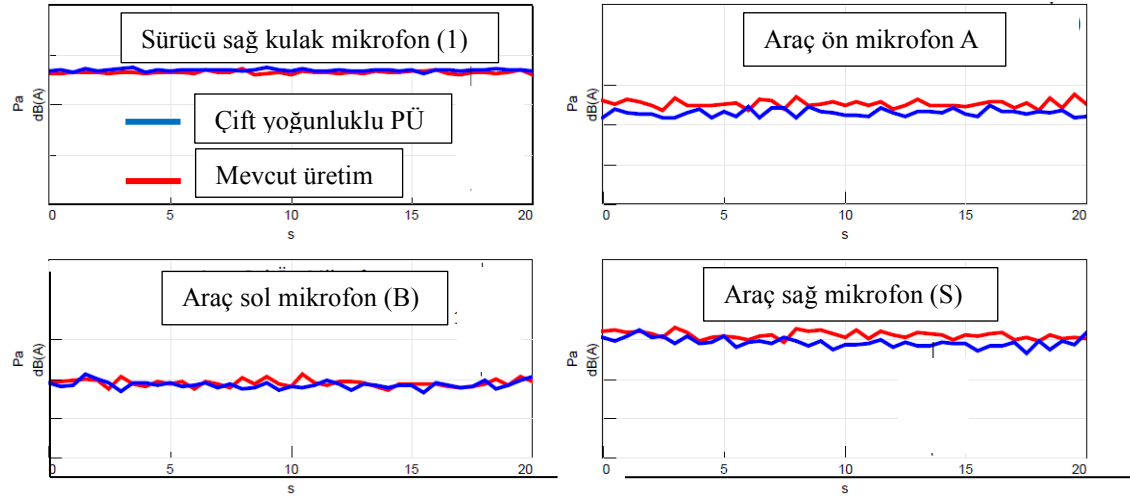 Sürücü sağ kulak mikrofon (1)
Çift yoğunluklu PÜ
Mevcut üretim
Pa
dB(A)
0 5 10 15 20
s
Araç ön mikrofon A
Pa
dB(A)
0 5 10 15 20
s
Araç sol mikrofon (B)
Pa
dB(A)
0 5 10 15 20
s
Araç sağ mikrofon (S)
Pa
dB(A)
0 5 10 15 20
s